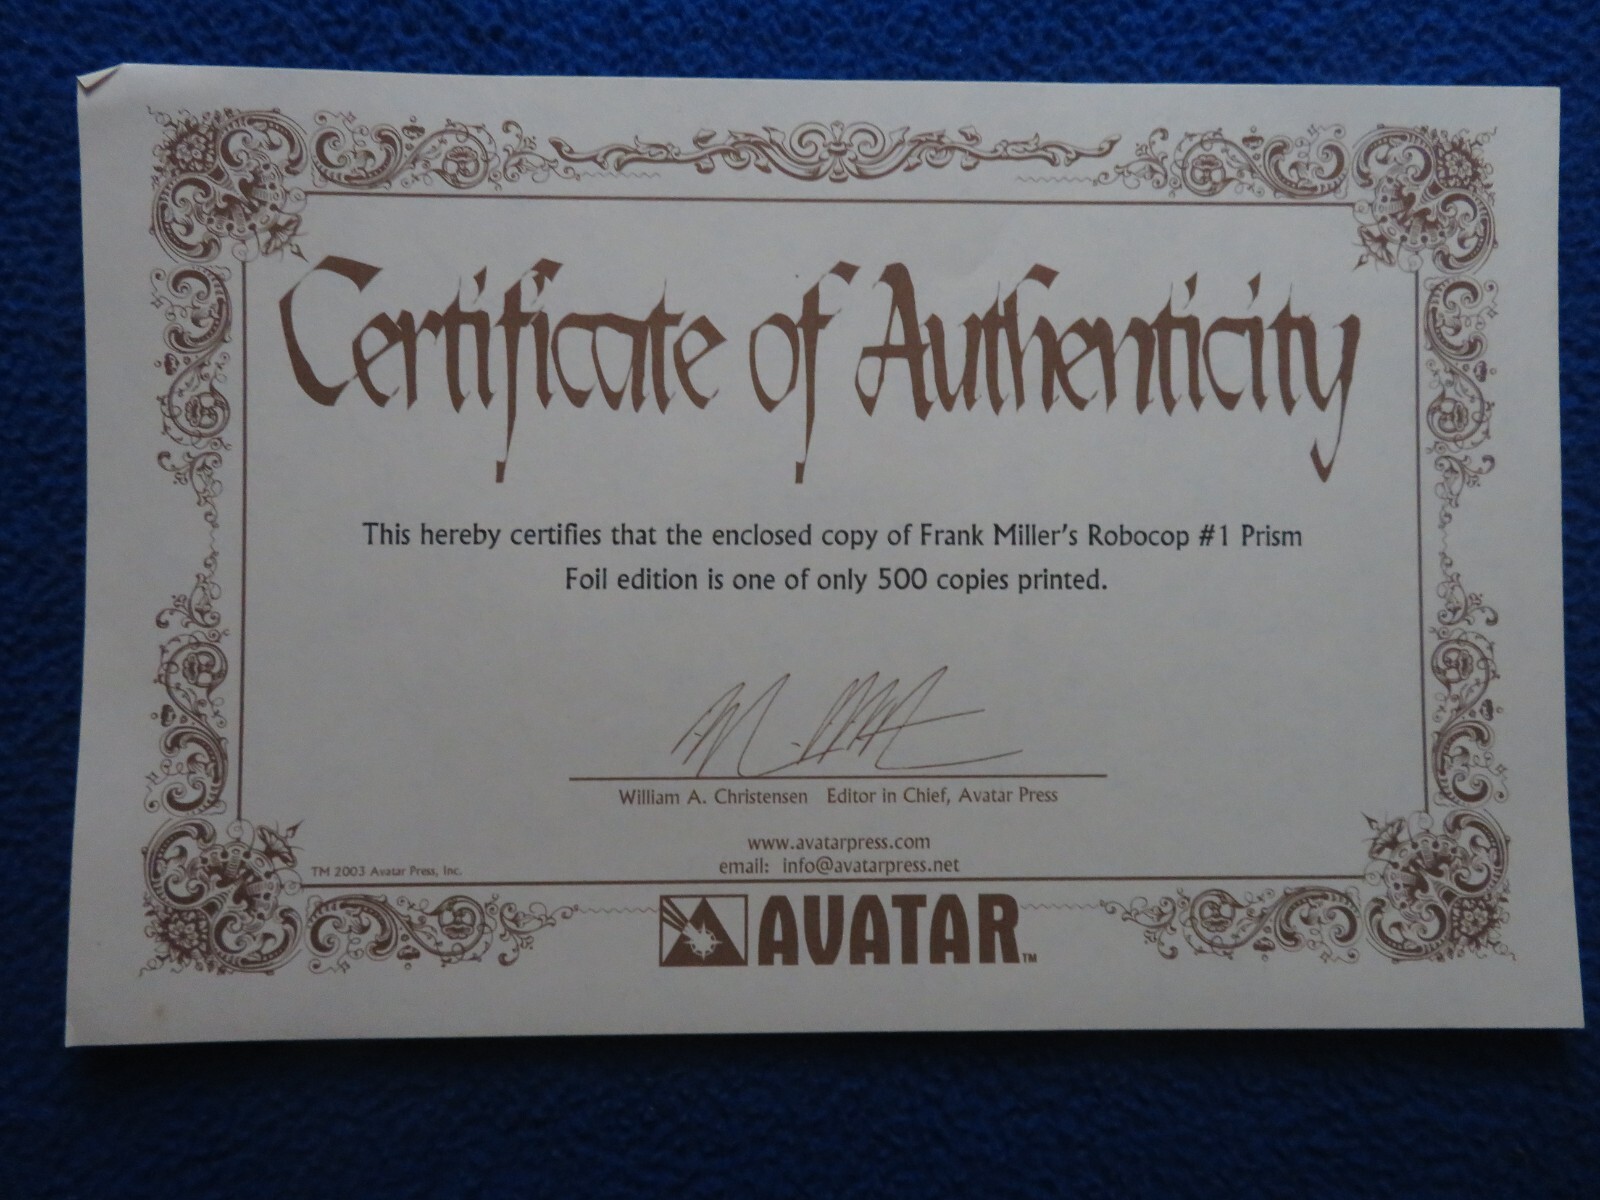 Certificate of Authenticity
This hereby certifies that the enclosed copy of Frank Miller's Robocop #1 Prism
Foil edition is one of only 500 copies printed.
William A. Christensen Editor in Chief, Avatar Press
www.avatarpress.com
email: info@avatarpress.net
TM 2003 Avatar Press, Inc.
AVATAR™